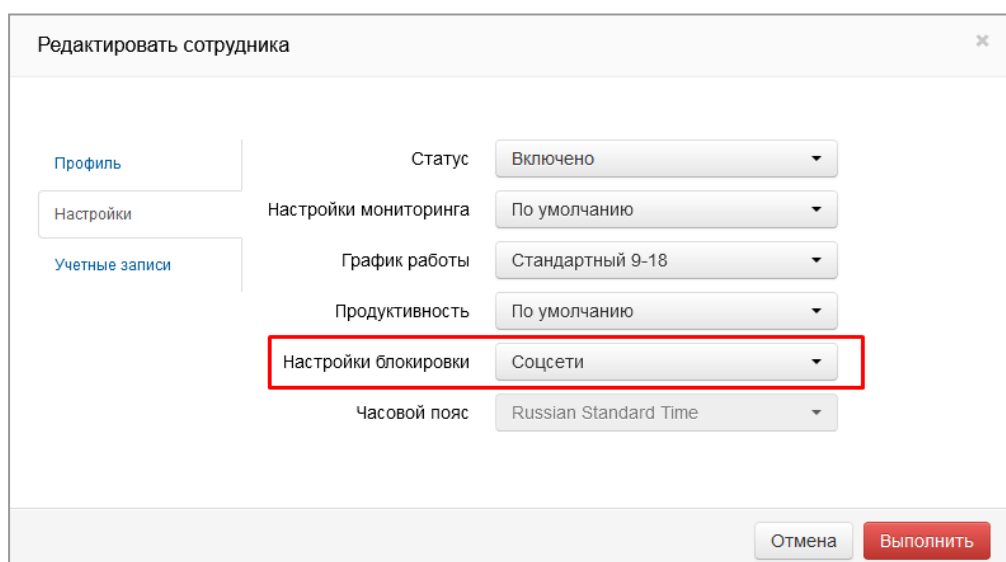 Редактировать сотрудника ×
Профиль
Настройки
Учетные записи
Статус Включено
Настройки мониторинга По умолчанию
График работы Стандартный 9-18
Продуктивность По умолчанию
Настройки блокировки Соцсети
Часовой пояс Russian Standard Time
Отмена Выполнить